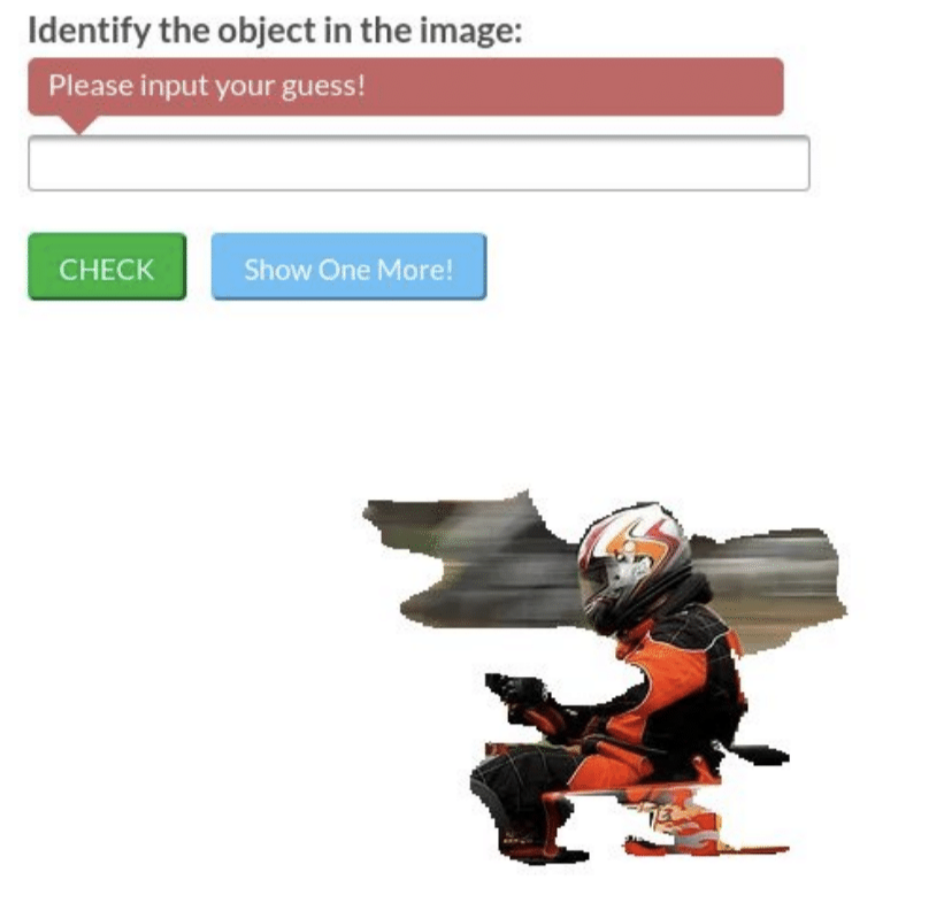 Identify the object in the image:
Please input your guess!
CHECK
Show One More!